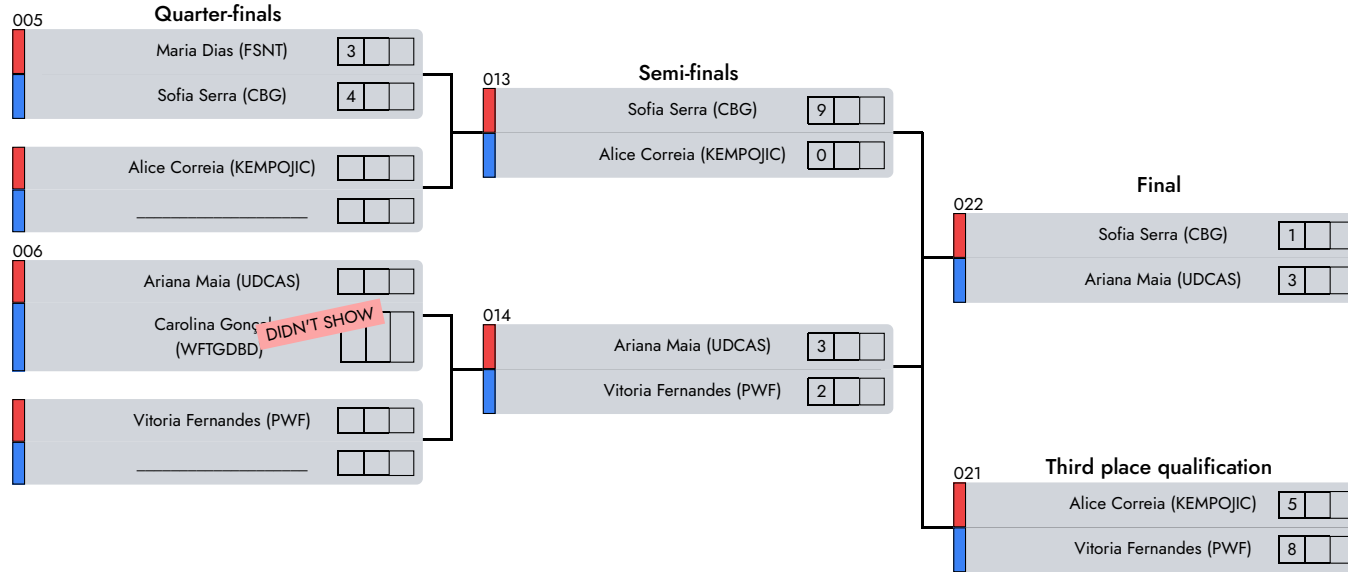 Quarter-finals
005
Maria Dias (FSNT) 3
Sofia Serra (CBG) 4
Alice Correia (KEMPOJIC)
006
Ariana Maia (UDCAS)
Carolina
(WFTGDBD)
DIDN'T SHOW
Vitoria Fernandes (PWF)
Semi-finals
013
Sofia Serra (CBG) 9
Alice Correia (KEMPOJIC) 0
014
Ariana Maia (UDCAS) 3
Vitoria Fernandes (PWF) 2
Final
022
Sofia Serra (CBG) 1
Ariana Maia (UDCAS) 3
Third place qualification
021
Alice Correia (KEMPOJIC) 5
Vitoria Fernandes (PWF) 8